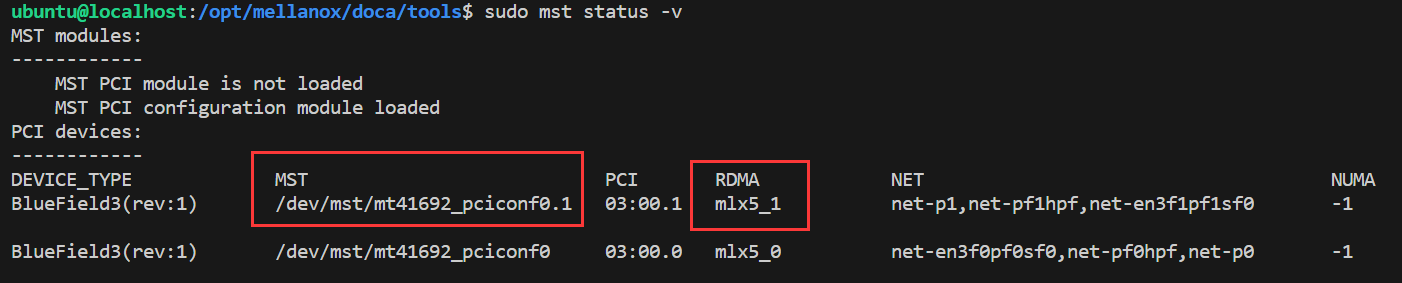 ubuntu@localhost:/opt/mellanox/doca/tools$ sudo mst status -v
MST modules:
------------
    MST PCI module is not loaded
    MST PCI configuration module loaded
PCI devices:
------------
DEVICE_TYPE             MST                           PCI       RDMA            NET                                     NUMA
BlueField3(rev:1)       /dev/mst/mt41692_pciconf0.1   03:00.1   mlx5_1          net-p1,net-pf1hpf,net-en3f1pf1sf0       -1
BlueField3(rev:1)       /dev/mst/mt41692_pciconf0     03:00.0   mlx5_0          net-en3f0pf0sf0,net-pf0hpf,net-p0       -1